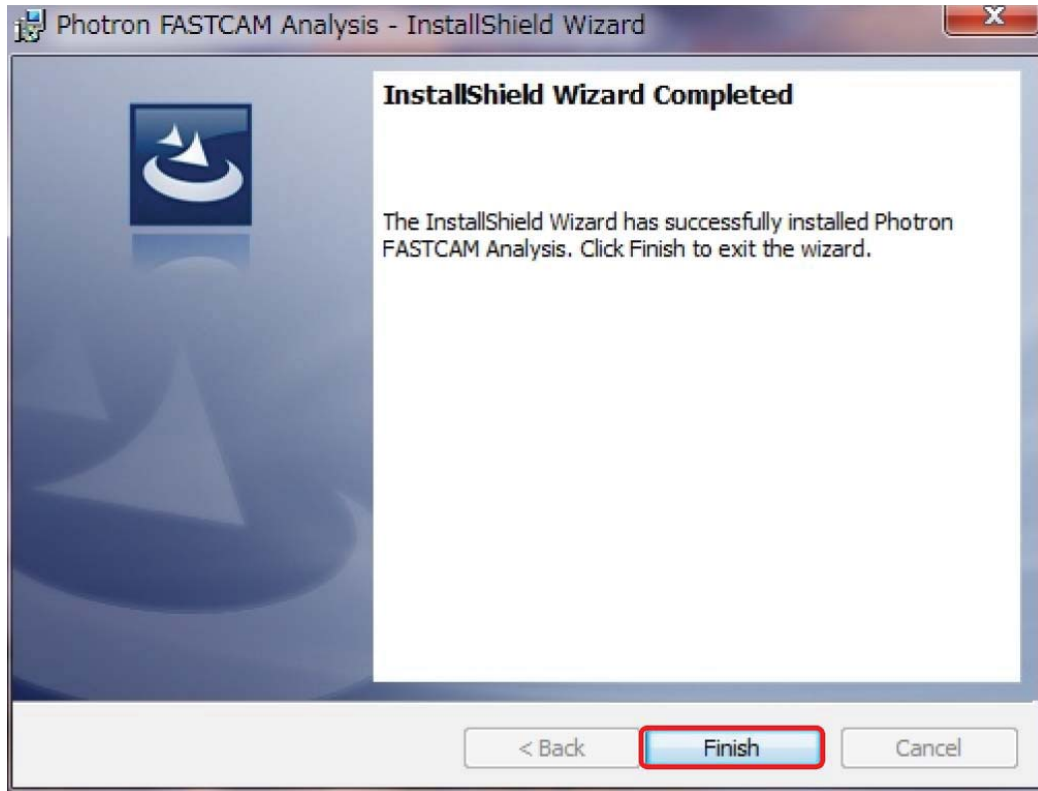 Photron FASTCAM Analysis - InstallShield Wizard
X
InstallShield Wizard Completed
The InstallShield Wizard has successfully installed Photron
FASTCAM Analysis. Click Finish to exit the wizard.
< Back Finish Cancel